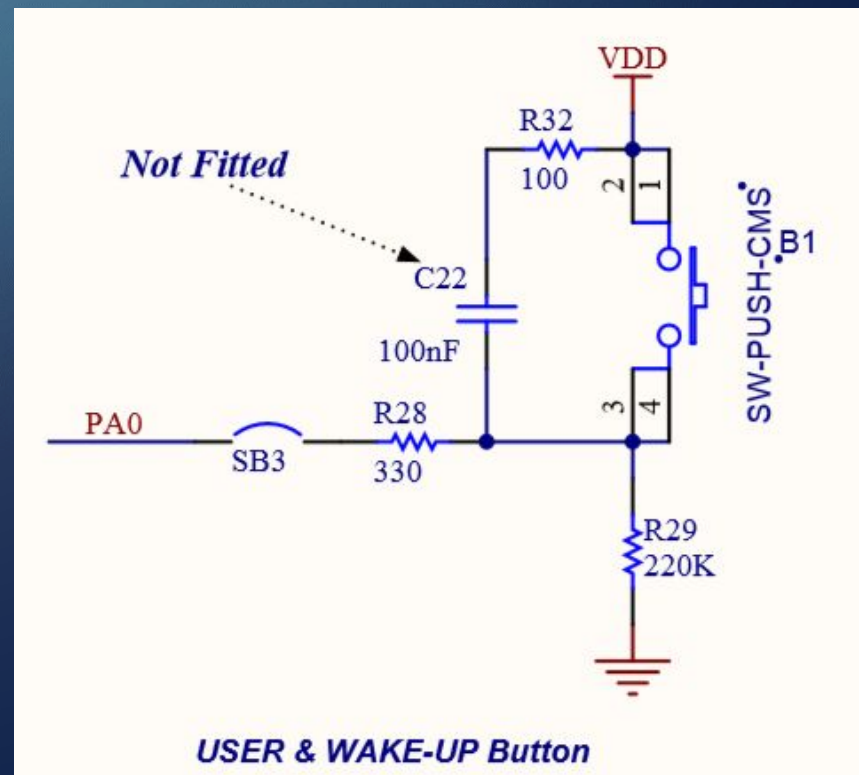 VDD
R32
100
Not Fitted
2
1
SW-PUSH-CMS
B1
C22
100nF
PA0
SB3
R28
330
3
4
R29
220K
USER & WAKE-UP Button